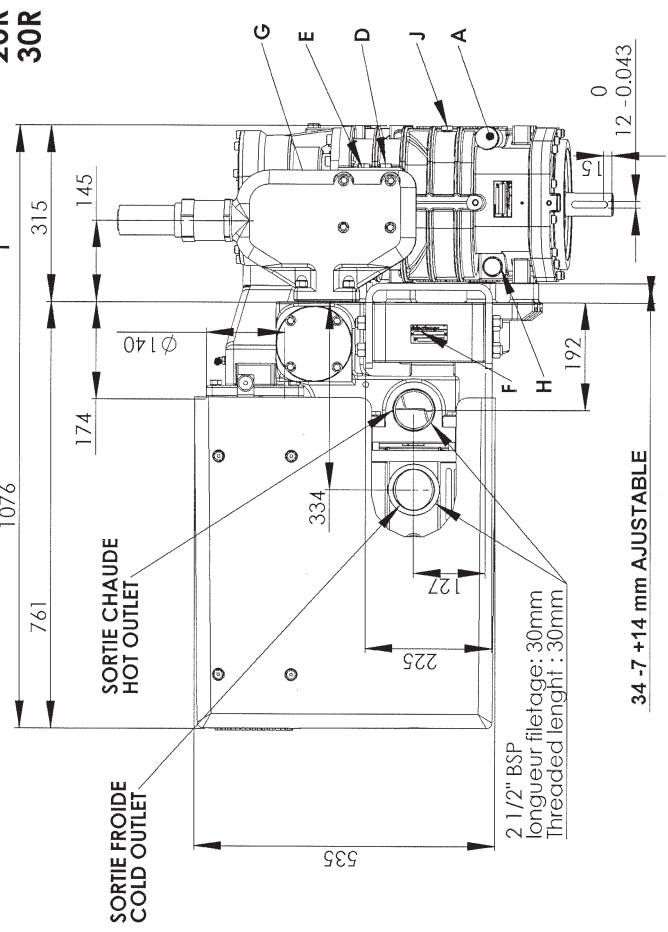 30R
1076
761
315
174
145
Ø140
G
E
D
J
A
SORTIE CHAUDE
HOT OUTLET
SORTIE FROIDE
COLD OUTLET
334
192
F
H
15
0
12 -0.043
127
225
535
2 1/2" BSP
longueur filetage: 30mm
Threaded lenght : 30mm
34 -7 +14 mm AJUSTABLE